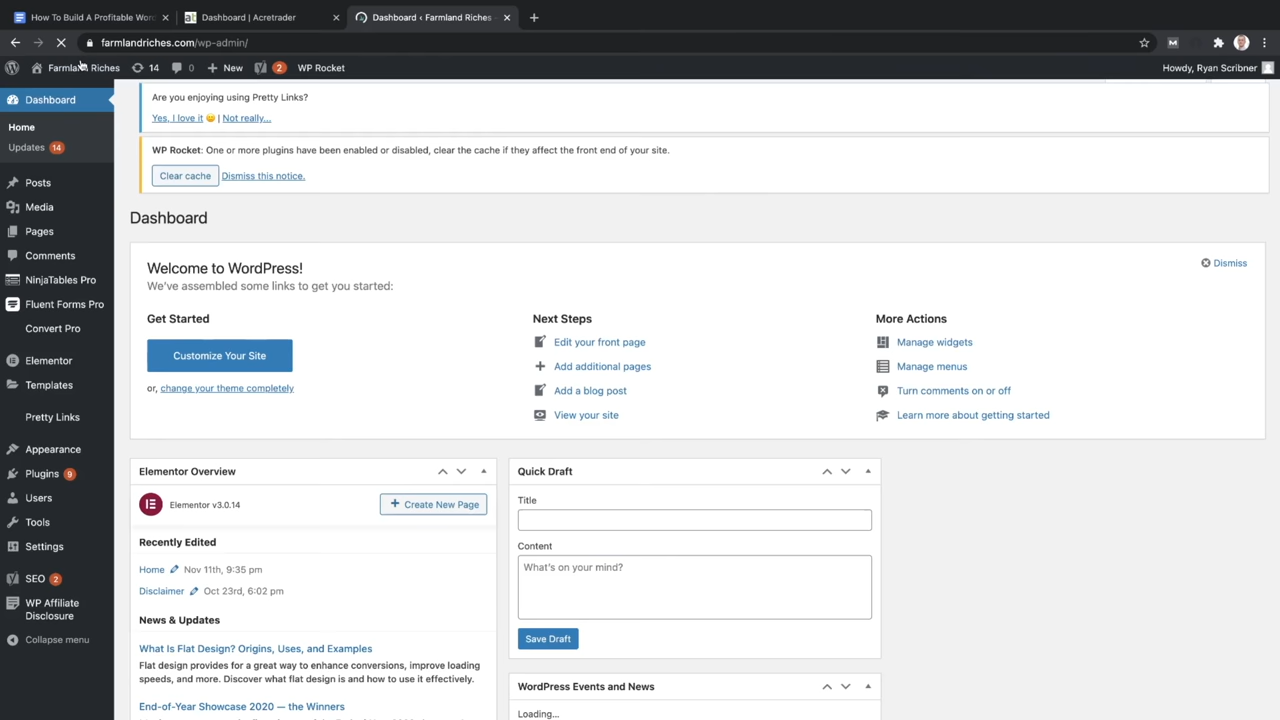 How To Build A Profitable Wor
Dashboard | Acretrader
Dashboard ‹ Farmland Riches
farmlandriches.com/wp-admin/
Farmland Riches
14
0
New
2
WP Rocket
Howdy, Ryan Scribner
Dashboard
Home
Updates 14
Posts
Media
Pages
Comments
NinjaTables Pro
Fluent Forms Pro
Convert Pro
Elementor
Templates
Pretty Links
Appearance
Plugins 9
Users
Tools
Settings
SEO 2
WP Affiliate
Disclosure
Collapse menu
Are you enjoying using Pretty Links?
Yes, I love it 😊 | Not really...
WP Rocket: One or more plugins have been enabled or disabled, clear the cache if they affect the front end of your site.
Clear cache
Dismiss this notice.
Dashboard
Welcome to WordPress!
We've assembled some links to get you started:
Dismiss
Get Started
Customize Your Site
or, change your theme completely
Next Steps
Edit your front page
Add additional pages
Add a blog post
View your site
More Actions
Manage widgets
Manage menus
Turn comments on or off
Learn more about getting started
Elementor Overview
Elementor v3.0.14
Create New Page
Recently Edited
Home Nov 11th, 9:35 pm
Disclaimer Oct 23rd, 6:02 pm
News & Updates
What Is Flat Design? Origins, Uses, and Examples
Flat design provides for a great way to enhance conversions, improve loading
speeds, and more. Discover what flat design is and how to use it effectively.
End-of-Year Showcase 2020 — the Winners
Quick Draft
Title
Content
What's on your mind?
Save Draft
WordPress Events and News
Loading...